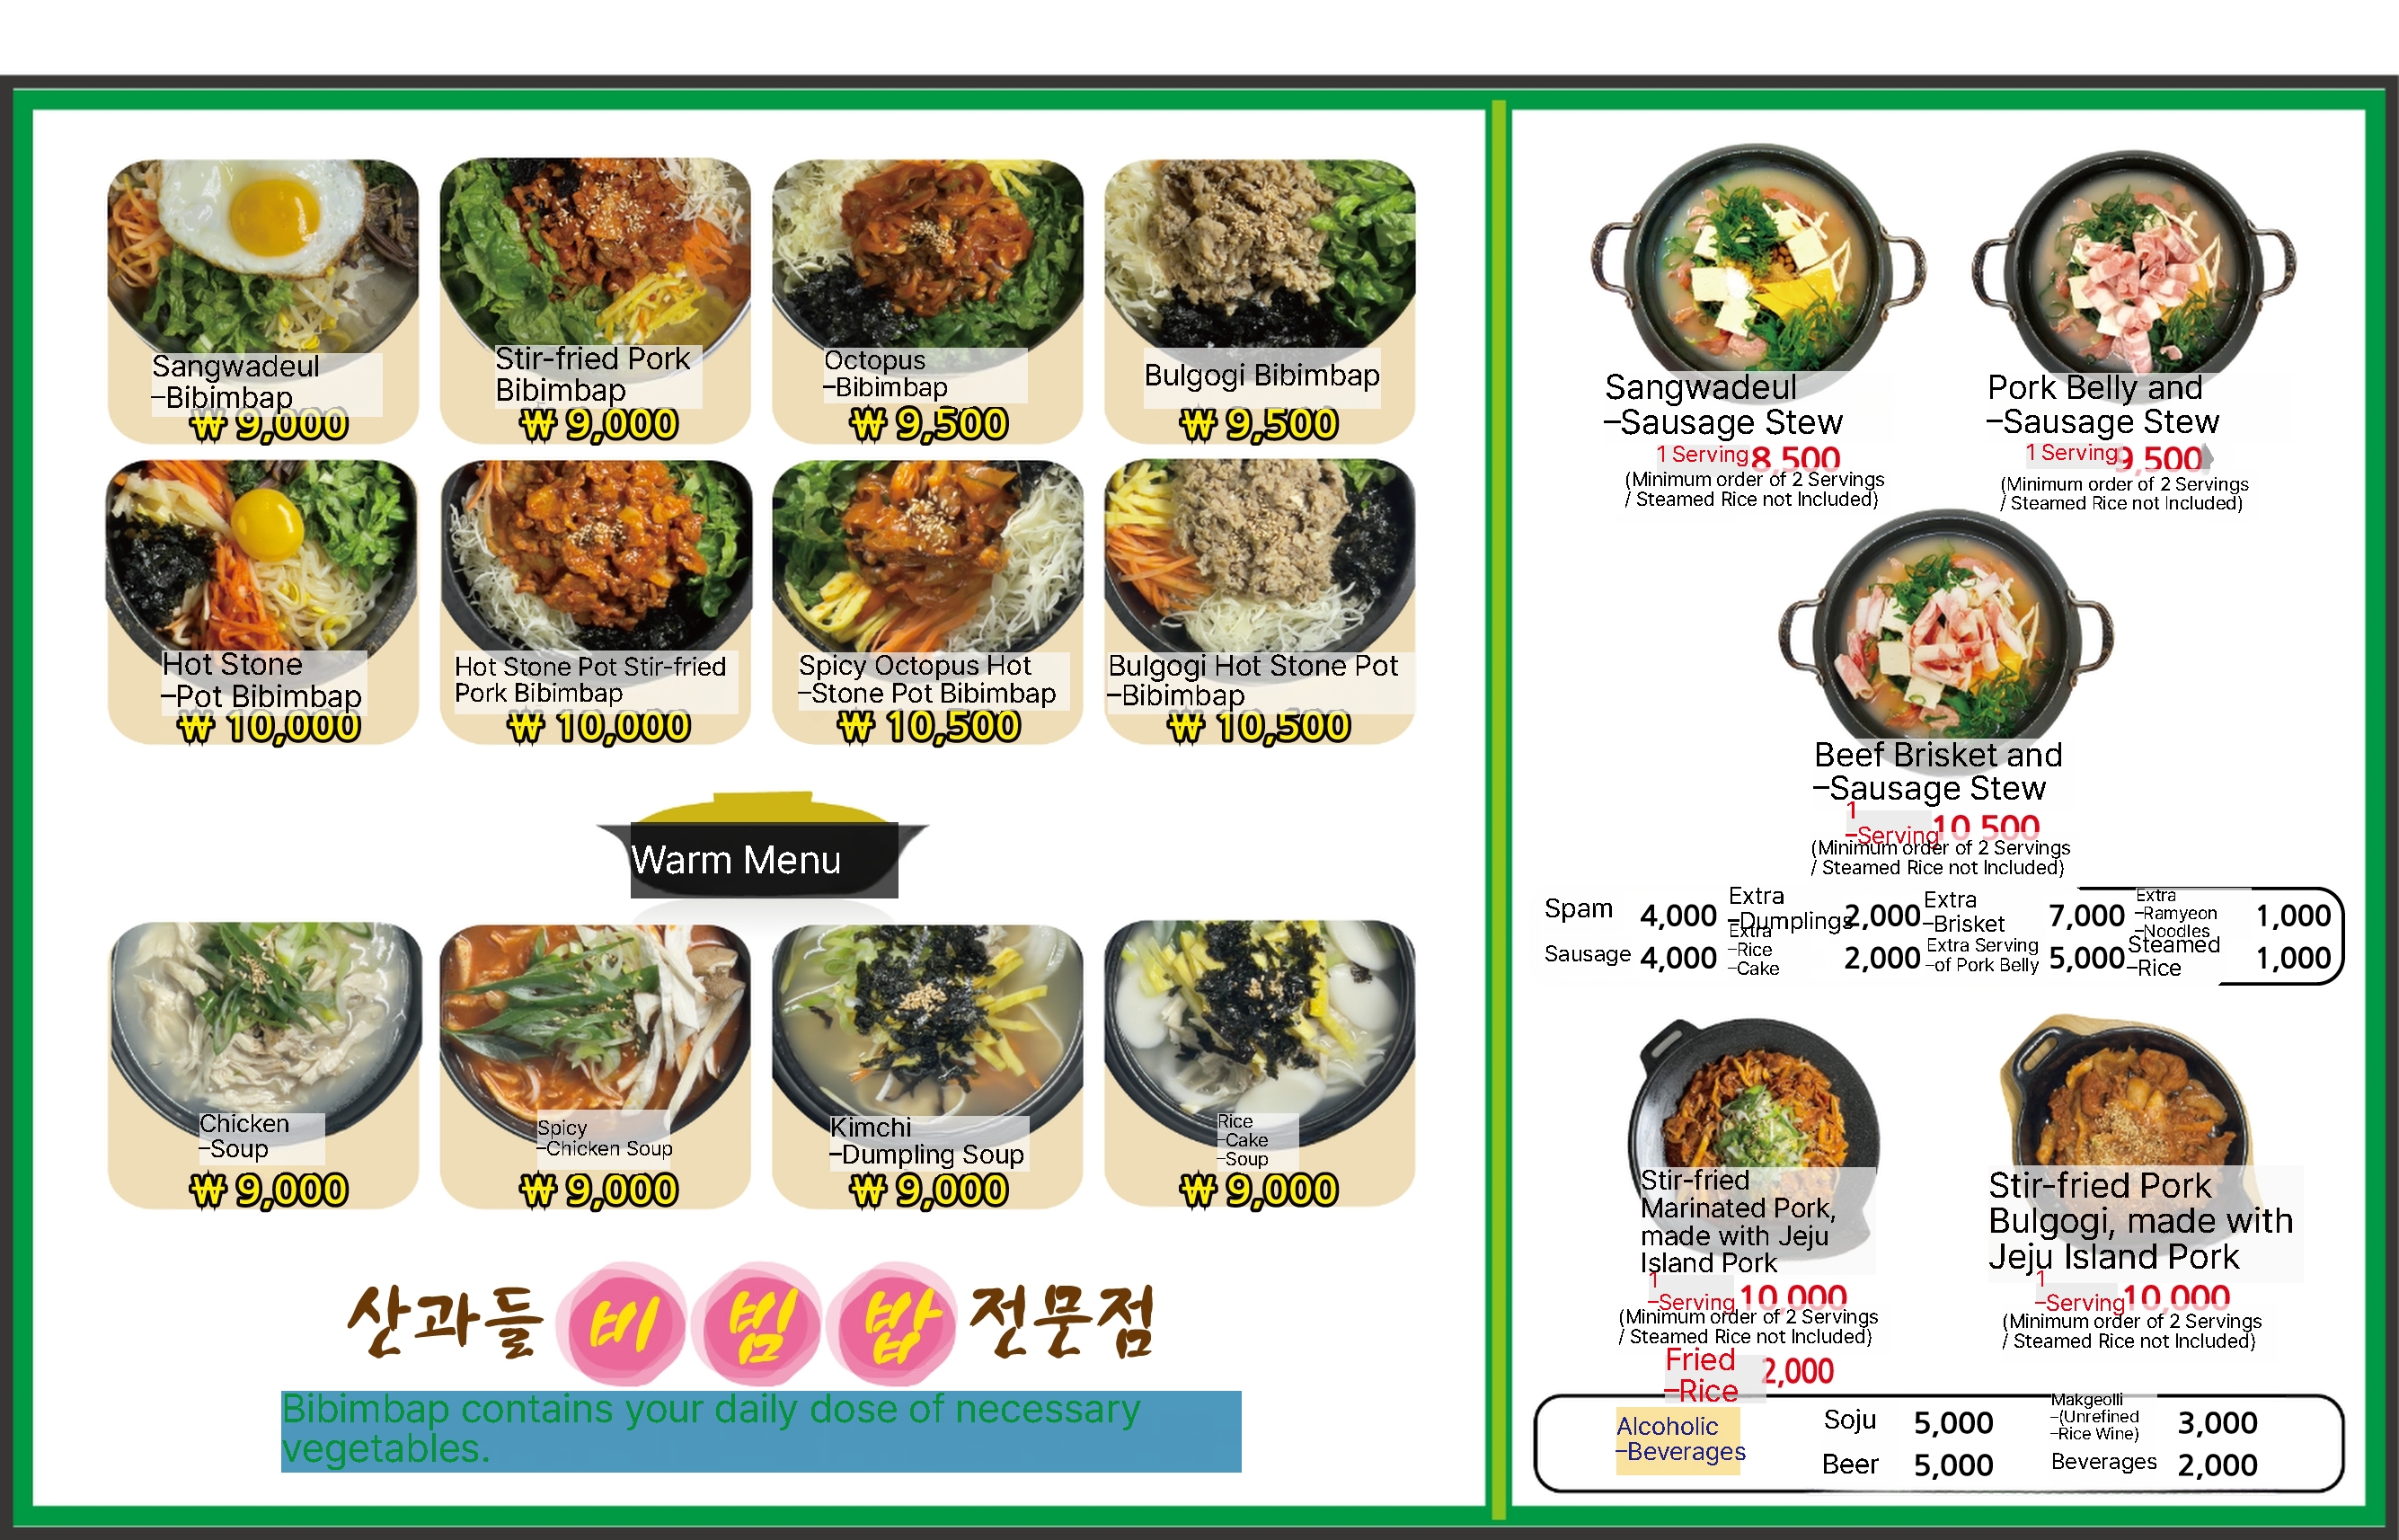 Sangwadeul
-Bibimbap
₩ 9,000
Stir-fried Pork
Bibimbap
₩ 9,000
Octopus
-Bibimbap
₩ 9,500
Bulgogi Bibimbap
₩ 9,500
Hot Stone
-Pot Bibimbap
₩ 10,000
Hot Stone Pot Stir-fried
Pork Bibimbap
₩ 10,000
Spicy Octopus Hot
-Stone Pot Bibimbap
₩ 10,500
Bulgogi Hot Stone Pot
-Bibimbap
₩ 10,500
Warm Menu
Chicken
-Soup
₩ 9,000
Spicy
-Chicken Soup
₩ 9,000
Kimchi
-Dumpling Soup
₩ 9,000
Rice
-Cake
-Soup
₩ 9,000
산과들 비빔밥 전문점
Bibimbap contains your daily dose of necessary
vegetables.
Sangwadeul
-Sausage Stew
1 Serving 8,500
(Minimum order of 2 Servings
/ Steamed Rice not Included)
Pork Belly and
-Sausage Stew
1 Serving 9,500
(Minimum order of 2 Servings
/ Steamed Rice not Included)
Beef Brisket and
-Sausage Stew
1
-Serving 10,500
(Minimum order of 2 Servings
/ Steamed Rice not Included)
Spam 4,000
Extra
-Dumplings 2,000
Extra
-Brisket 7,000
Extra
-Ramyeon
-Noodles 1,000
Sausage 4,000
Extra
-Rice
-Cake 2,000
Extra Serving
-of Pork Belly 5,000
Steamed
-Rice 1,000
Stir-fried
Marinated Pork,
made with Jeju
Island Pork
1
-Serving 10,000
(Minimum order of 2 Servings
/ Steamed Rice not Included)
Fried
-Rice 2,000
Stir-fried Pork
Bulgogi, made with
Jeju Island Pork
1
-Serving 10,000
(Minimum order of 2 Servings
/ Steamed Rice not Included)
Alcoholic
-Beverages
Soju 5,000
Makgeolli
-(Unrefined
-Rice Wine) 3,000
Beer 5,000
Beverages 2,000